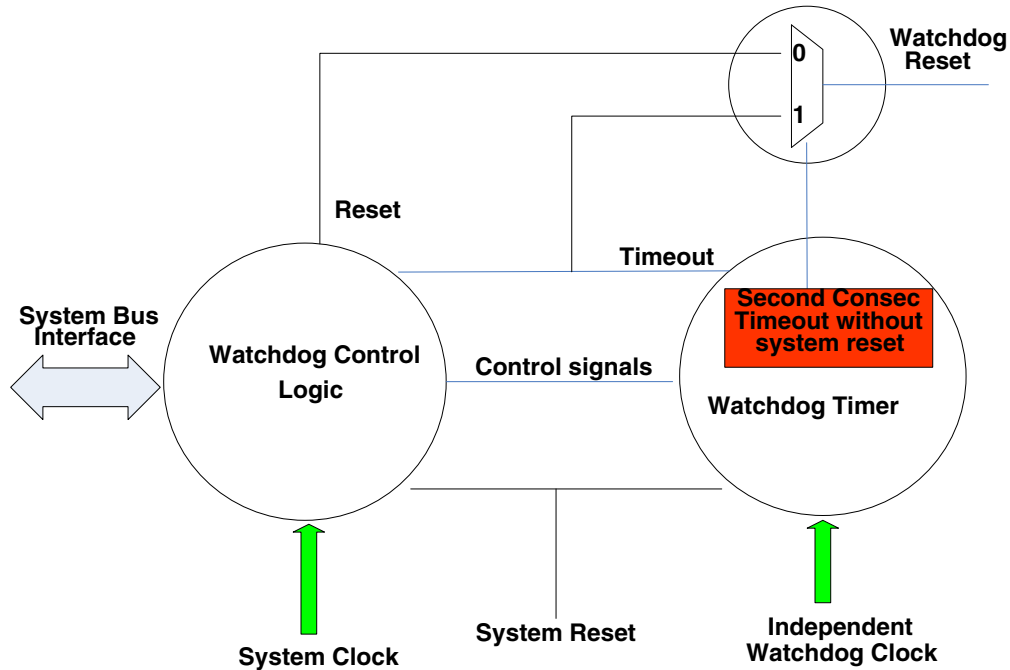 0
Watchdog
Reset
1
Reset
Timeout
Second Consec
Timeout without
system reset
System Bus
Interface
Watchdog Control
Logic
Control signals
Watchdog Timer
System Clock
System Reset
Independent
Watchdog Clock